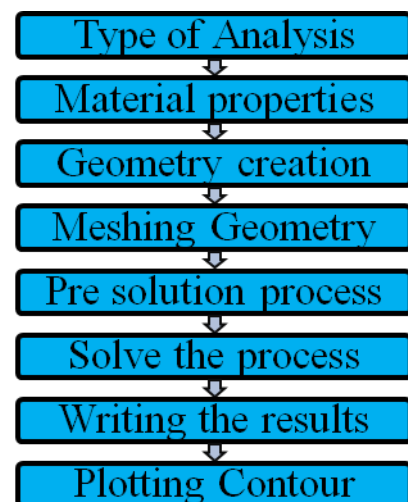 Type of Analysis
Material properties
Geometry creation
Meshing Geometry
Pre solution process
Solve the process
Writing the results
Plotting Contour